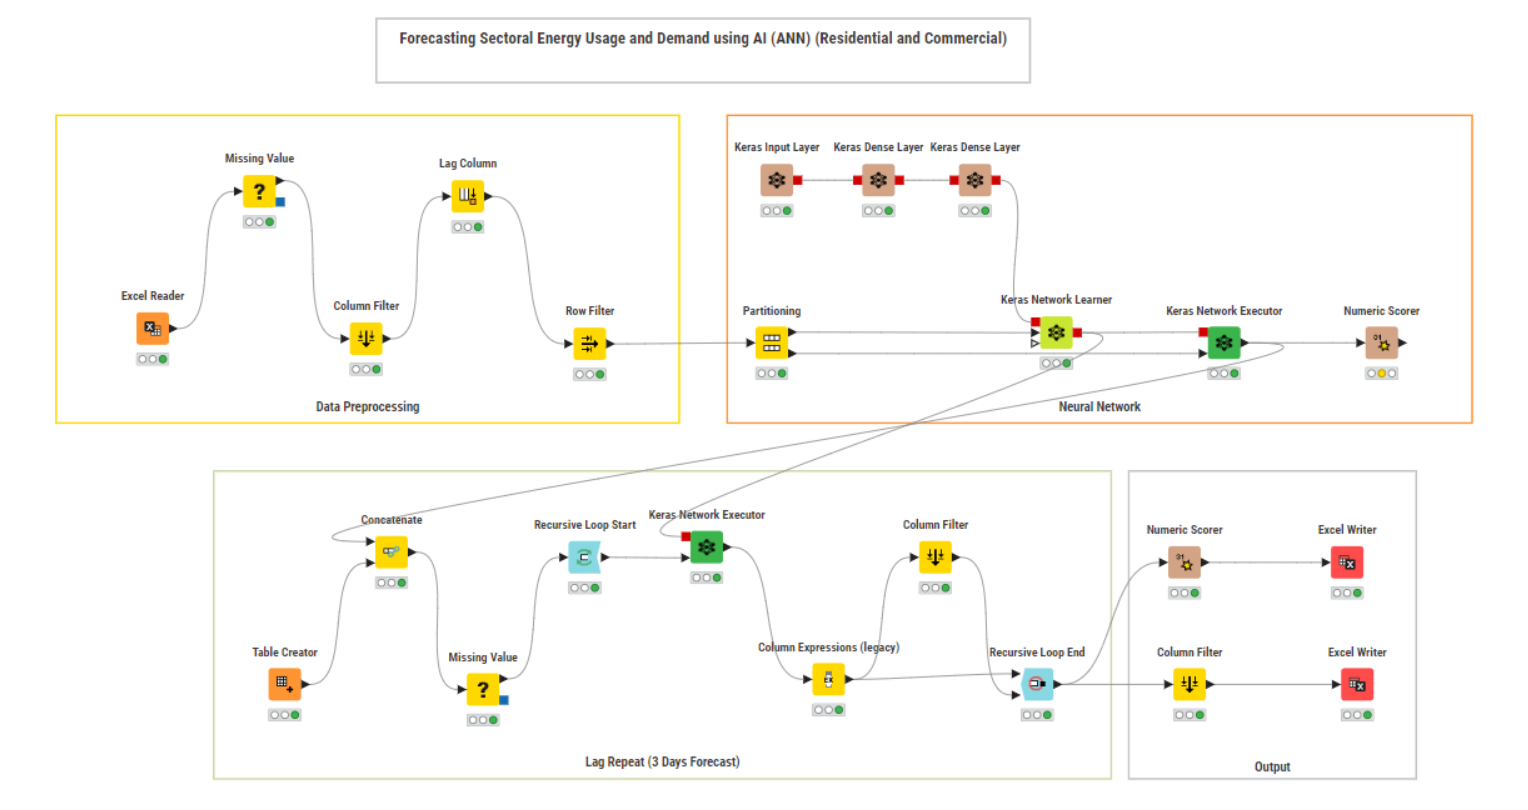 Forecasting Sectoral Energy Usage and Demand using AI (ANN) (Residential and Commercial)
Missing Value
?
Lag Column
Excel Reader
X
Column Filter
Row Filter
Data Preprocessing
Keras Input Layer
Keras Dense Layer
Keras Dense Layer
Partitioning
Keras Network Learner
Keras Network Executor
Numeric Scorer
01
Neural Network
Concatenate
Recursive Loop Start
Keras Network Executor
Column Filter
Table Creator
Missing Value
?
Column Expressions (legacy)
EX
Recursive Loop End
Lag Repeat (3 Days Forecast)
Numeric Scorer
01
Excel Writer
X
Column Filter
Excel Writer
X
Output